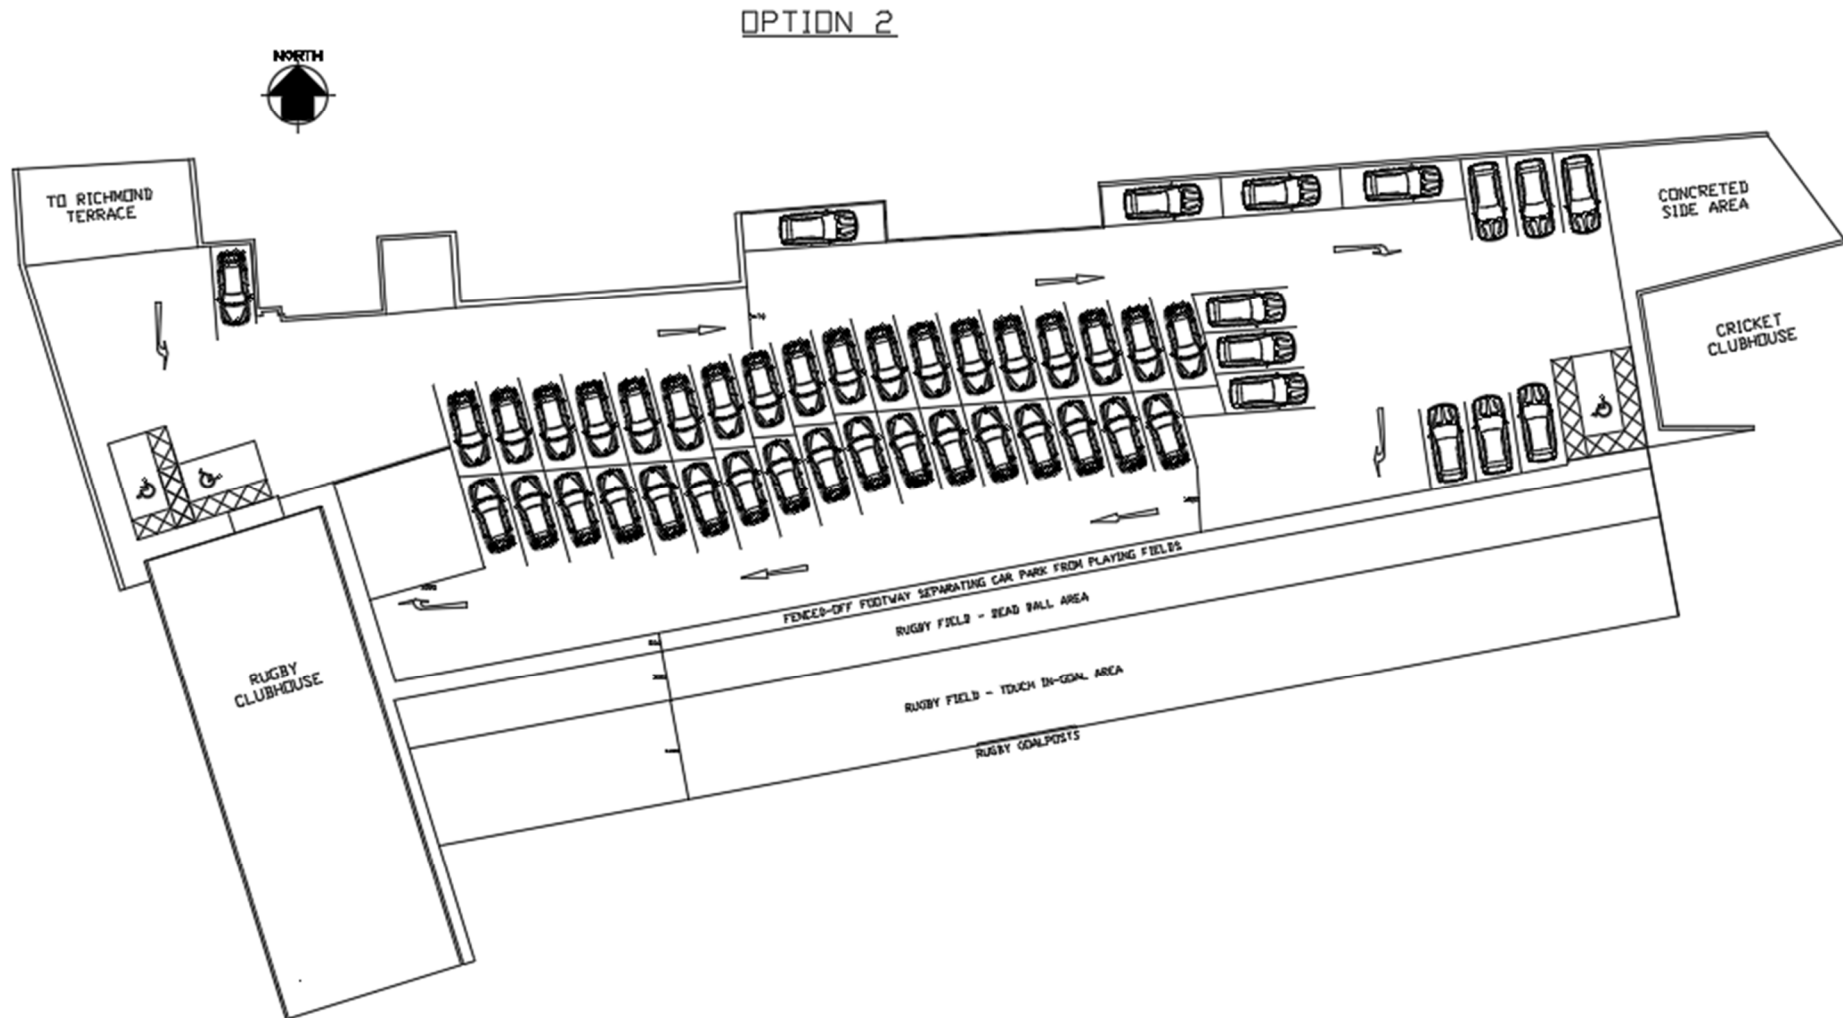 OPTION 2
NORTH
TO RICHMOND
TERRACE
CONCRETED
SIDE AREA
CRICKET
CLUBHOUSE
FENCED-OFF FOOTWAY SEPARATING CAR PARK FROM PLAYING FIELDS
RUGBY FIELD - DEAD BALL AREA
RUGBY FIELD - TOUCH IN-GOAL AREA
RUGBY GOALPOSTS
RUGBY
CLUBHOUSE